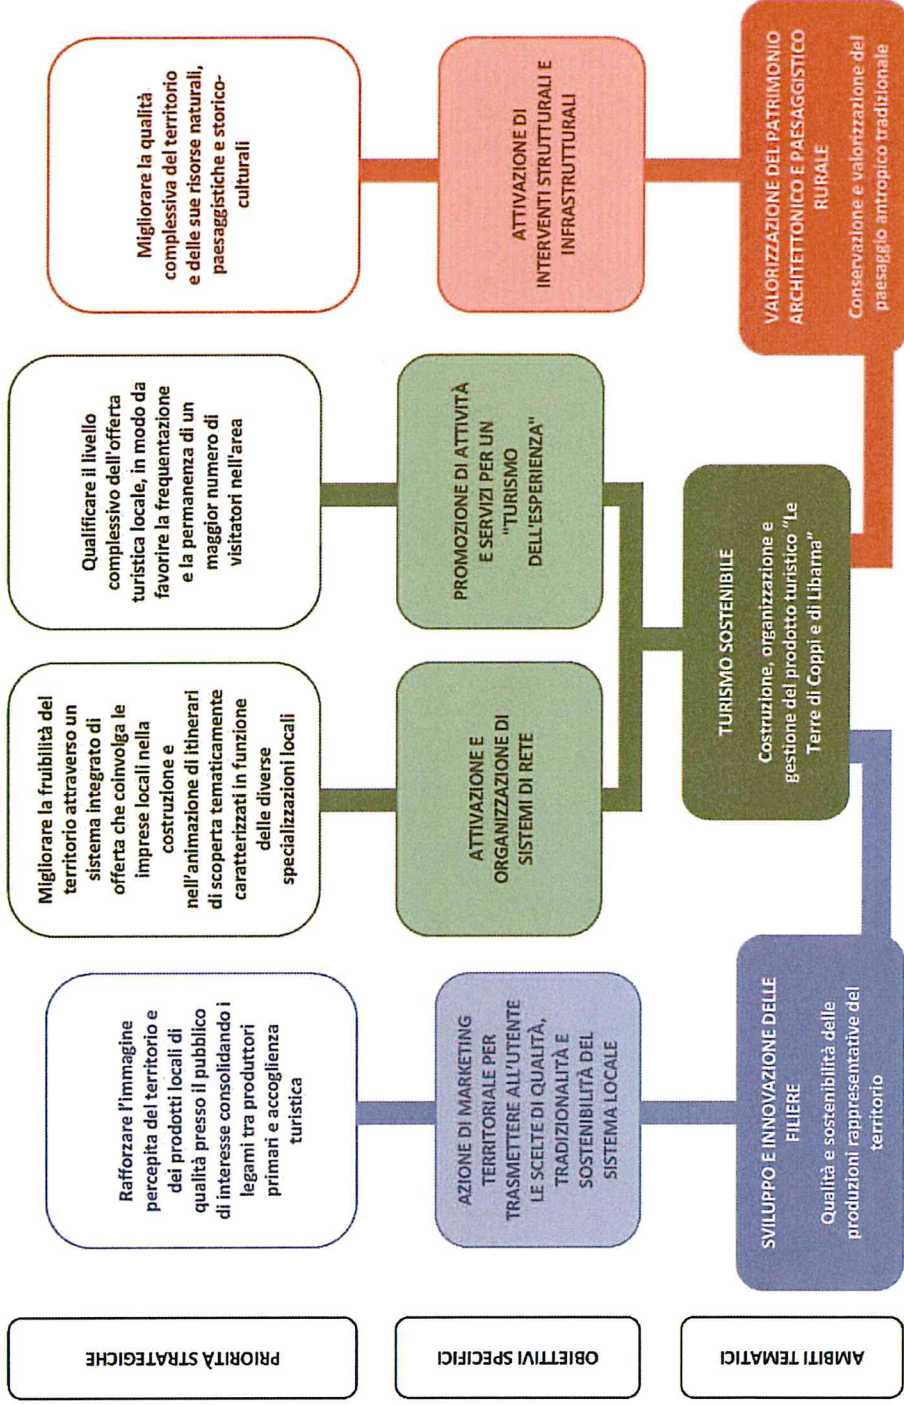 PRIORITÀ STRATEGICHE
Rafforzare l'immagine
percepita del territorio e
dei prodotti locali di
qualità presso il pubblico
di interesse consolidando i
legami tra produttori
primari e accoglienza
turistica
Migliorare la fruibilità del
territorio attraverso un
sistema integrato di
offerta che coinvolga le
imprese locali nella
costruzione e
nell'animazione di itinerari
di scoperta tematicamente
caratterizzati in funzione
delle diverse
specializzazioni locali
Qualificare il livello
complessivo dell'offerta
turistica locale, in modo da
favorire la frequentazione
e la permanenza di un
maggior numero di
visitatori nell'area
Migliorare la qualità
complessiva del territorio
e delle sue risorse naturali,
paesaggistiche e storico-
culturali
OBIETTIVI SPECIFICI
AZIONE DI MARKETING
TERRITORIALE PER
TRASMETTERE ALL'UTENTE
LE SCELTE DI QUALITÀ,
TRADIZIONALITÀ E
SOSTENIBILITÀ DEL
SISTEMA LOCALE
ATTIVAZIONE E
ORGANIZZAZIONE DI
SISTEMI DI RETE
PROMOZIONE DI ATTIVITÀ
E SERVIZI PER UN
"TURISMO
DELL'ESPERIENZA"
ATTIVAZIONE DI
INTERVENTI STRUTTURALI E
INFRASTRUTTURALI
AMBITI TEMATICI
SVILUPPO E INNOVAZIONE DELLE
FILIERE
Qualità e sostenibilità delle
produzioni rappresentative del
territorio
TURISMO SOSTENIBILE
Costruzione, organizzazione e
gestione del prodotto turistico "Le
Terre di Coppi e di Libarna"
VALORIZZAZIONE DEL PATRIMONIO
ARCHITETTONICO E PAESAGGISTICO
RURALE
Conservazione e valorizzazione del
paesaggio antropico tradizionale